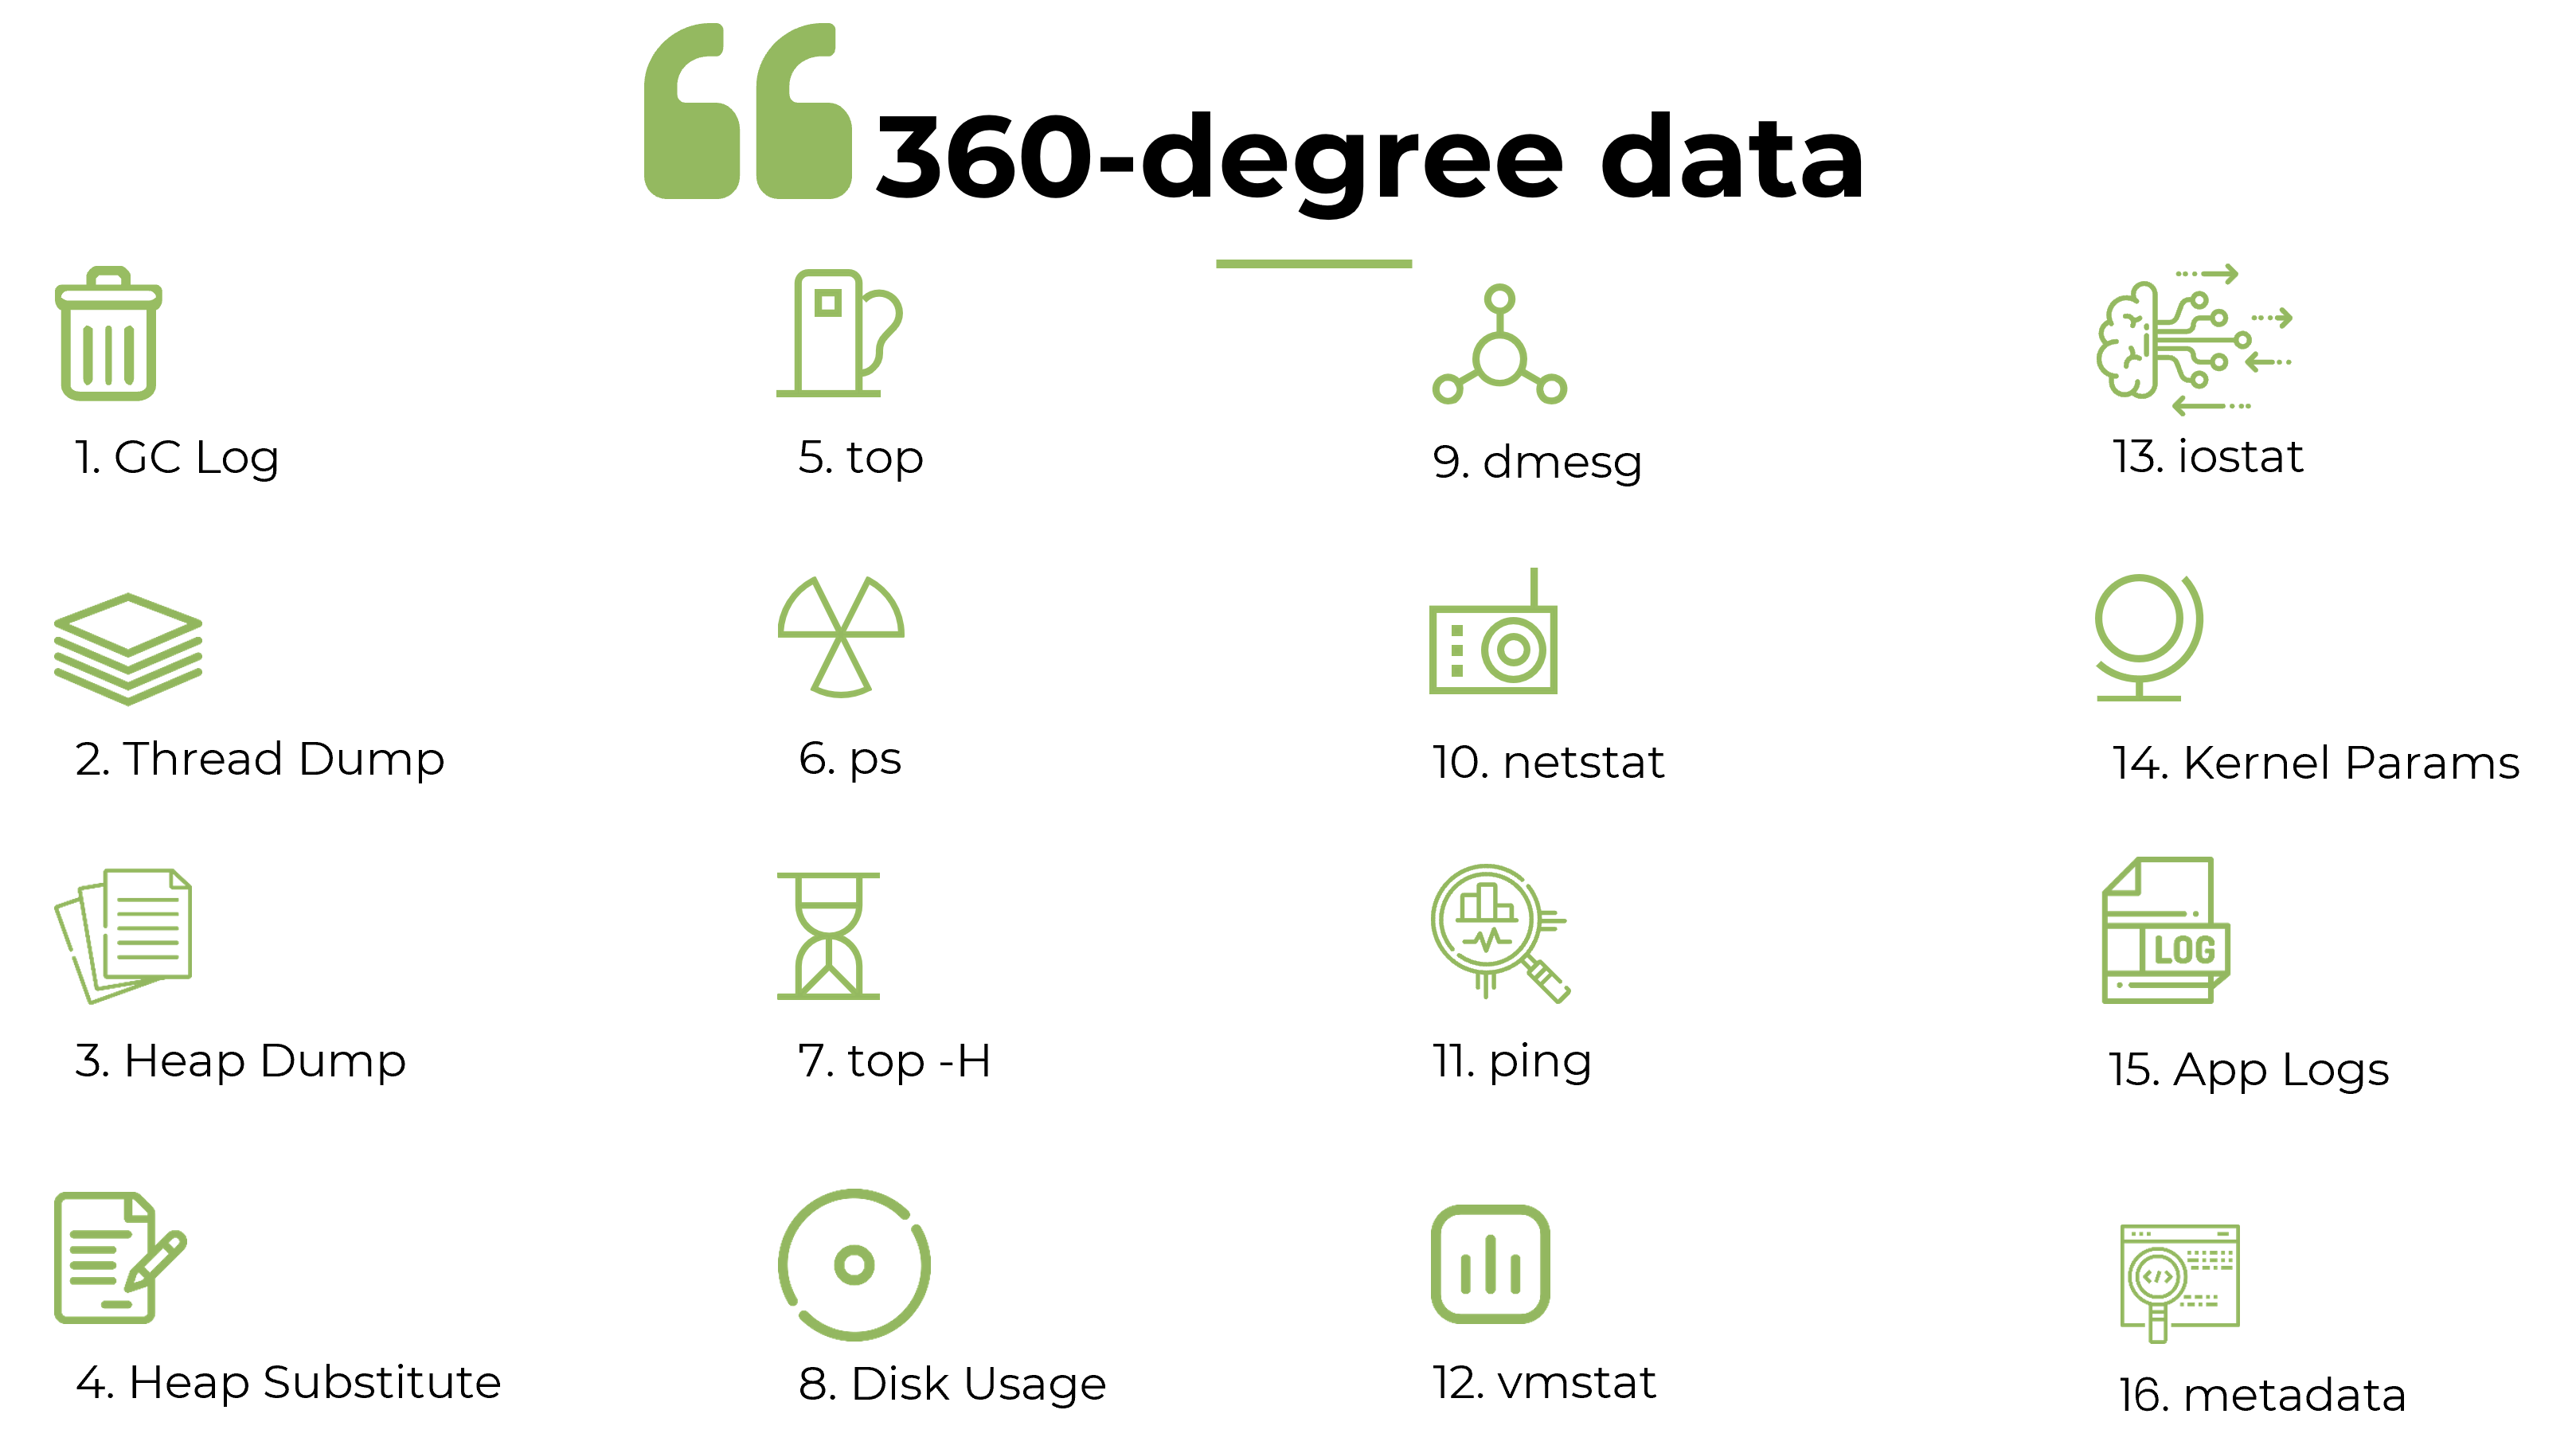 360-degree data
1. GC Log
5. top
9. dmesg
13. iostat
2. Thread Dump
6. ps
10. netstat
14. Kernel Params
3. Heap Dump
7. top -H
11. ping
LOG
15. App Logs
4. Heap Substitute
8. Disk Usage
12. vmstat
</>
16. metadata